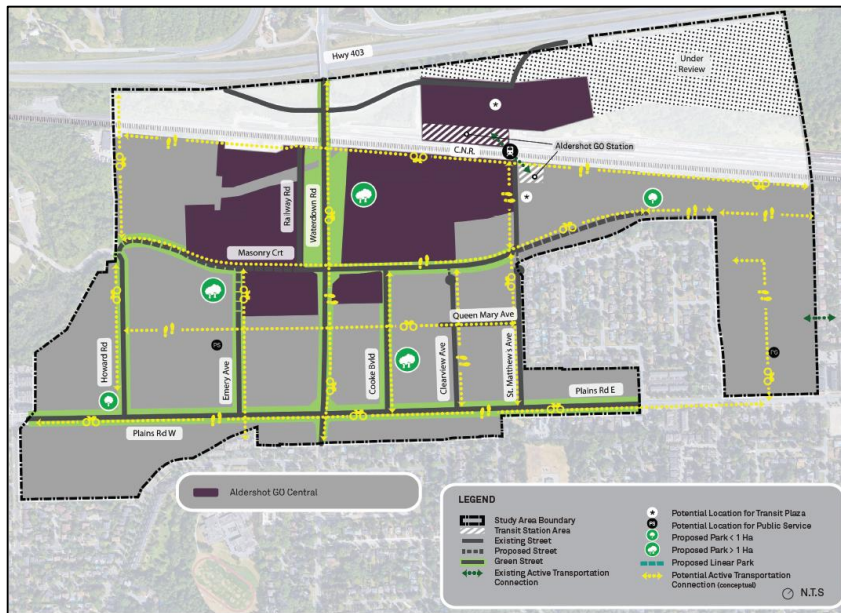 Hwy 403
Under
Review
C.N.R.
Aldershot GO Station
Railway Rd
Waterdown Rd
Masonry Crt
Queen Mary Ave
Howard Rd
Emery Ave
Cooke Blvd
Clearview Ave
St. Matthew's Ave
Plains Rd E
Plains Rd W
PS
PS
Aldershot GO Central
LEGEND
Study Area Boundary
Transit Station Area
Existing Street
Proposed Street
Green Street
Existing Active Transportation
Connection
Potential Location for Transit Plaza
PS
Potential Location for Public Service
Proposed Park < 1 Ha
Proposed Park > 1 Ha
Proposed Linear Park
Potential Active Transportation
Connection (conceptual)
N.T.S